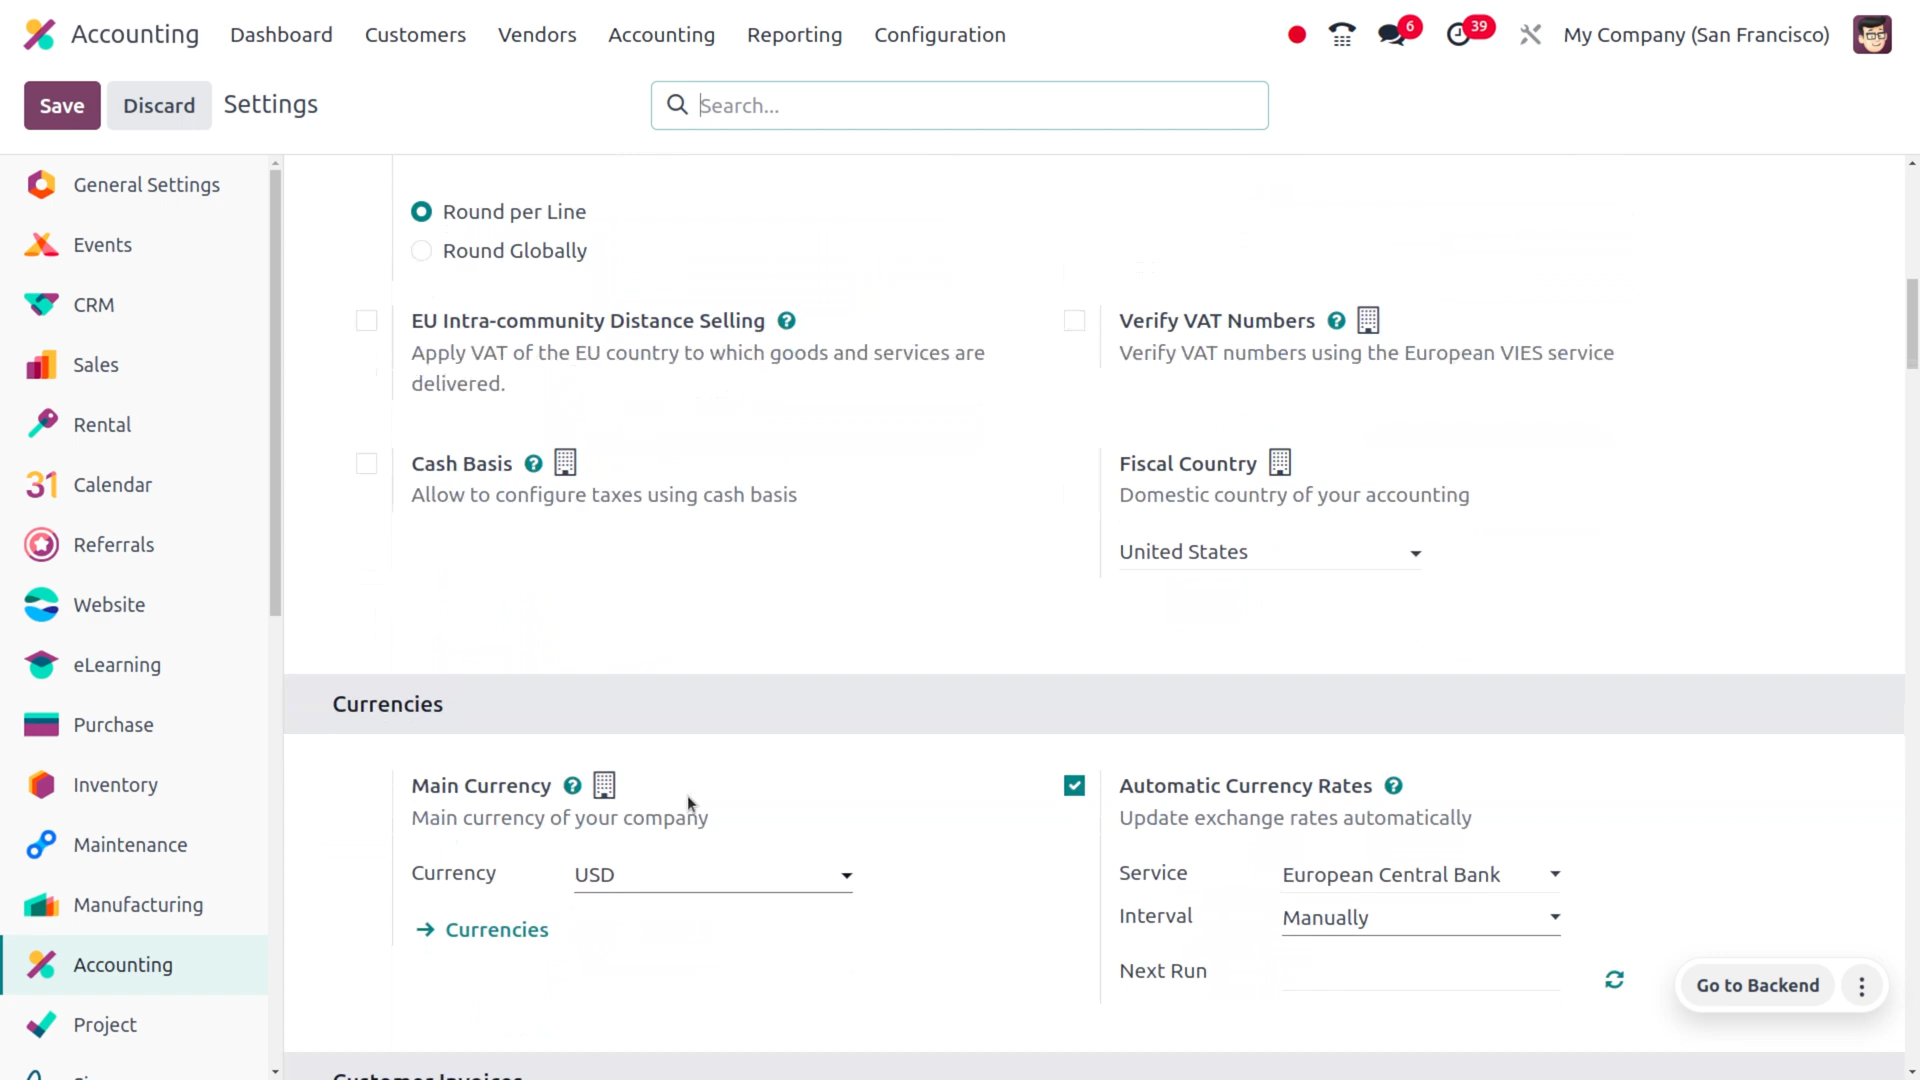 Accounting Dashboard Customers Vendors Accounting Reporting Configuration 6 39 My Company (San Francisco)
Save Discard Settings Search...
General Settings
Events
CRM
Sales
Rental
31 Calendar
Referrals
Website
eLearning
Purchase
Inventory
Maintenance
Manufacturing
Accounting
Project
Round per Line
Round Globally
EU Intra-community Distance Selling ?
Apply VAT of the EU country to which goods and services are
delivered.
Verify VAT Numbers ?
Verify VAT numbers using the European VIES service
Cash Basis ?
Allow to configure taxes using cash basis
Fiscal Country
Domestic country of your accounting
United States
Currencies
Main Currency ?
Main currency of your company
Currency USD
Currencies
Automatic Currency Rates ?
Update exchange rates automatically
Service European Central Bank
Interval Manually
Next Run
Go to Backend
Customer Invoices